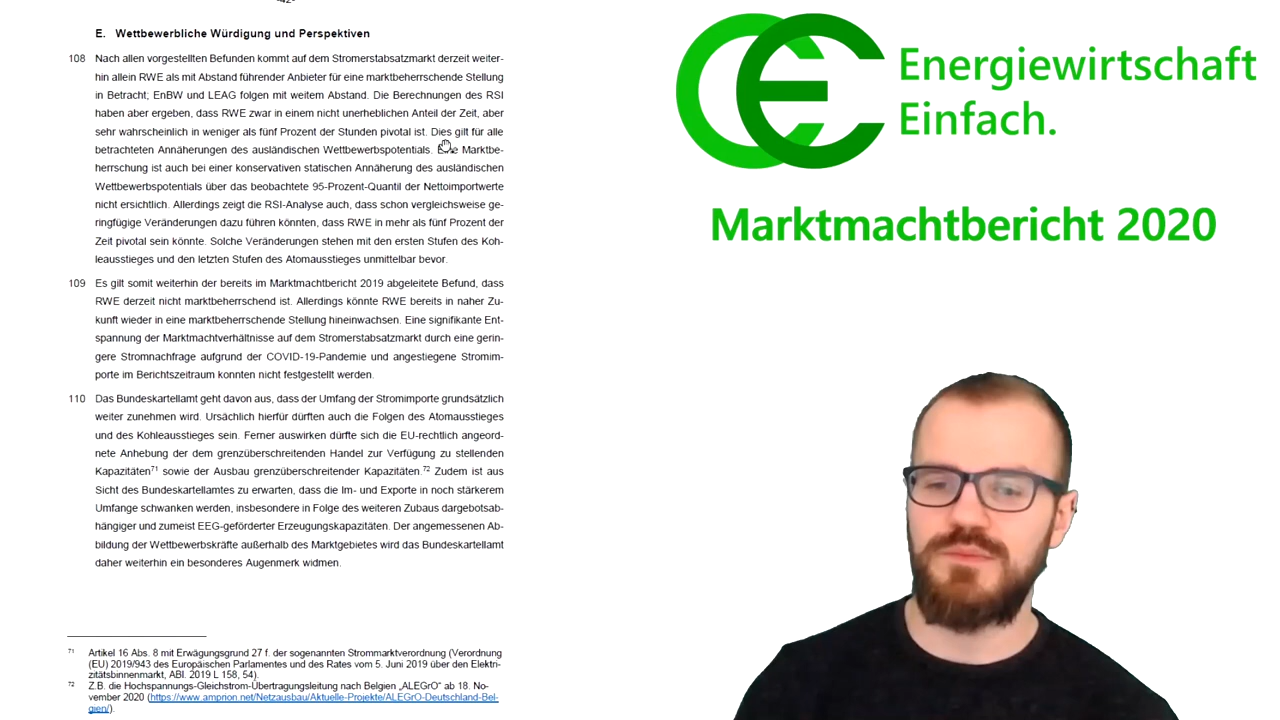 -42-
E. Wettbewerbliche Würdigung und Perspektiven
108 Nach allen vorgestellten Befunden kommt auf dem Stromerstabsatzmarkt derzeit weiter-
hin allein RWE als mit Abstand führender Anbieter für eine marktbeherrschende Stellung
in Betracht; EnBW und LEAG folgen mit weitem Abstand. Die Berechnungen des RSI
haben aber ergeben, dass RWE zwar in einem nicht unerheblichen Anteil der Zeit, aber
sehr wahrscheinlich in weniger als fünf Prozent der Stunden pivotal ist. Dies gilt für alle
betrachteten Annäherungen des ausländischen Wettbewerbspotentials. Marktbe-
herrschung ist auch bei einer konservativen statischen Annäherung des ausländischen
Wettbewerbspotentials über das beobachtete 95-Prozent-Quantil der Nettoimportwerte
nicht ersichtlich. Allerdings zeigt die RSI-Analyse auch, dass schon vergleichsweise ge-
ringfügige Veränderungen dazu führen könnten, dass RWE in mehr als fünf Prozent der
Zeit pivotal sein könnte. Solche Veränderungen stehen mit den ersten Stufen des Koh-
leausstieges und den letzten Stufen des Atomausstieges unmittelbar bevor.
109 Es gilt somit weiterhin der bereits im Marktmachtbericht 2019 abgeleitete Befund, dass
RWE derzeit nicht marktbeherrschend ist. Allerdings könnte RWE bereits in naher Zu-
kunft wieder in eine marktbeherrschende Stellung hineinwachsen. Eine signifikante Ent-
spannung der Marktmachtverhältnisse auf dem Stromerstabsatzmarkt durch eine gerin-
gere Stromnachfrage aufgrund der COVID-19-Pandemie und angestiegene Stromim-
porte im Berichtszeitraum konnten nicht festgestellt werden.
110 Das Bundeskartellamt geht davon aus, dass der Umfang der Stromimporte grundsätzlich
weiter zunehmen wird. Ursächlich hierfür dürften auch die Folgen des Atomausstieges
und des Kohleausstieges sein. Ferner auswirken dürfte sich die EU-rechtlich angeord-
nete Anhebung der dem grenzüberschreitenden Handel zur Verfügung zu stellenden
Kapazitäten71 sowie der Ausbau grenzüberschreitender Kapazitäten.72 Zudem ist aus
Sicht des Bundeskartellamtes zu erwarten, dass die Im- und Exporte in noch stärkerem
Umfange schwanken werden, insbesondere in Folge des weiteren Zubaus dargebotsab-
hängiger und zumeist EEG-geförderter Erzeugungskapazitäten. Der angemessenen Ab-
bildung der Wettbewerbskräfte außerhalb des Marktgebietes wird das Bundeskartellamt
daher weiterhin ein besonderes Augenmerk widmen.
71 Artikel 16 Abs. 8 mit Erwägungsgrund 27 f. der sogenannten Strommarktverordnung (Verordnung
(EU) 2019/943 des Europäischen Parlamentes und des Rates vom 5. Juni 2019 über den Elektri-
zitätsbinnenmarkt, ABl. 2019 L 158, 54).
72 Z.B. die Hochspannungs-Gleichstrom-Übertragungsleitung nach Belgien „ALEGrO“ ab 18. No-
vember 2020 (https://www.amprion.net/Netzausbau/Aktuelle-Projekte/ALEGrO-Deutschland-Bel-
gien/).
Energiewirtschaft
Einfach.
Marktmachtbericht 2020